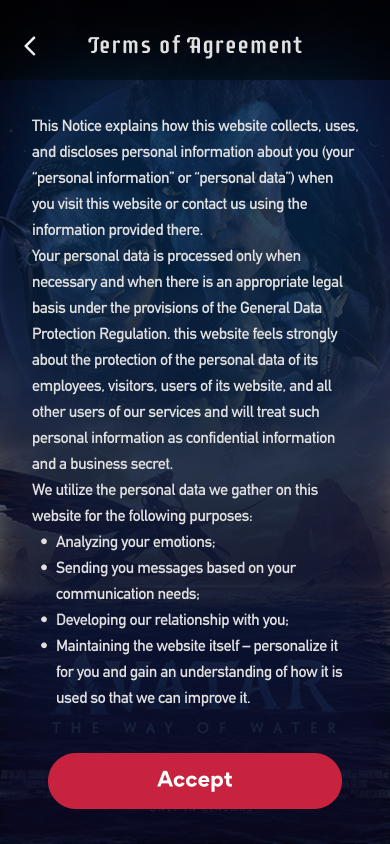 Terms of Agreement
This Notice explains how this website collects, uses,
and discloses personal information about you (your
“personal information” or “personal data”) when
you visit this website or contact us using the
information provided there.
Your personal data is processed only when
necessary and when there is an appropriate legal
basis under the provisions of the General Data
Protection Regulation. this website feels strongly
about the protection of the personal data of its
employees, visitors, users of its website, and all
other users of our services and will treat such
personal information as confidential information
and a business secret.
We utilize the personal data we gather on this
website for the following purposes:
• Analyzing your emotions;
• Sending you messages based on your
communication needs;
• Developing our relationship with you;
• Maintaining the website itself – personalize it
for you and gain an understanding of how it is
used so that we can improve it.
AVATAR
THE WAY OF WATER
Accept